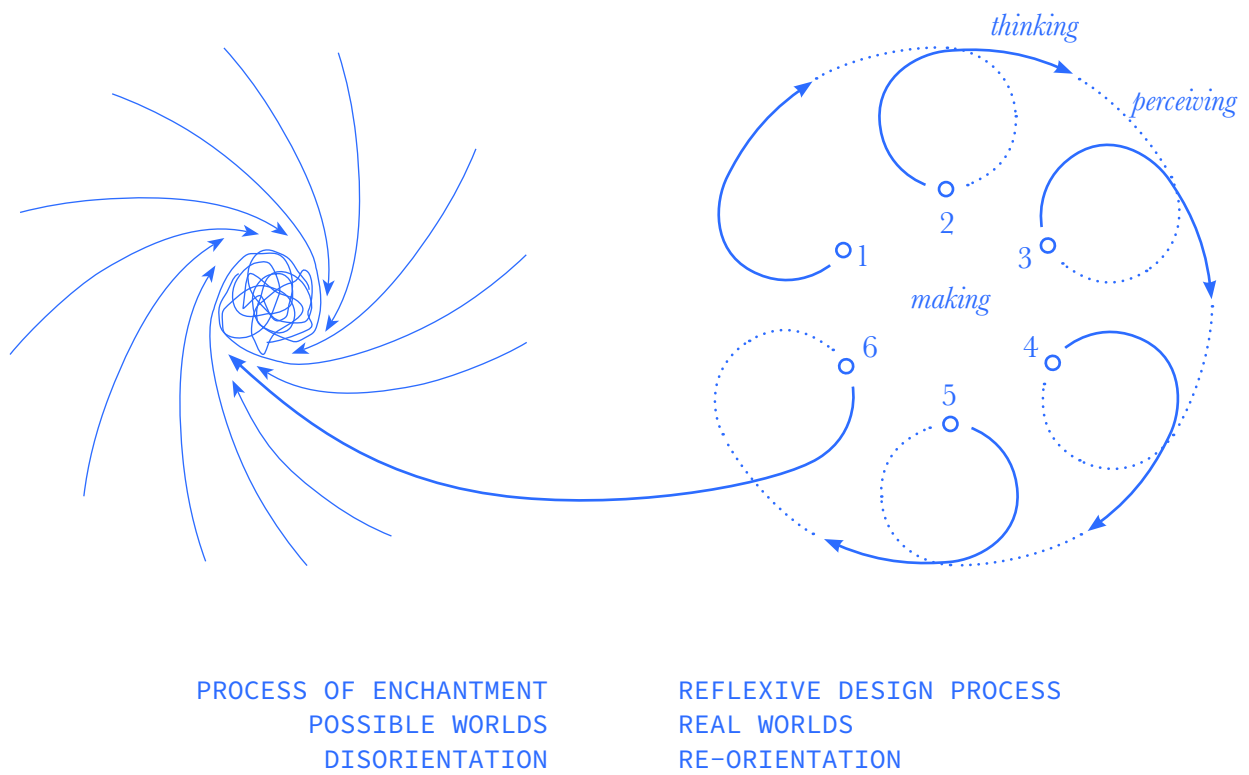 thinking
perceiving
2
1
3
making
6
4
5
PROCESS OF ENCHANTMENT
POSSIBLE WORLDS
DISORIENTATION
REFLEXIVE DESIGN PROCESS
REAL WORLDS
RE-ORIENTATION